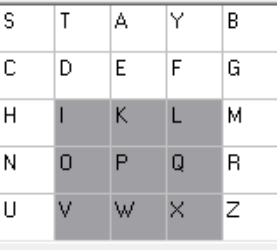 S T A Y B
C D E F G
H I K L M
N O P Q R
U V W X Z